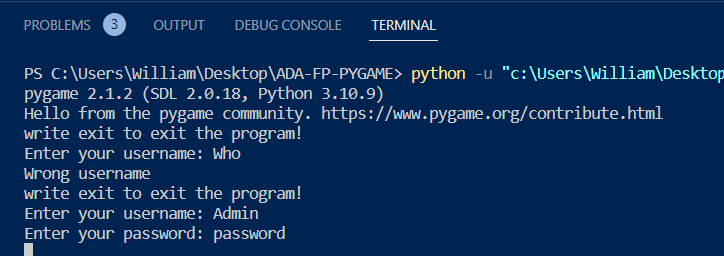 PROBLEMS 3 OUTPUT DEBUG CONSOLE TERMINAL
PS C:\Users\William\Desktop\ADA-FP-PYGAME> python -u "c:\Users\William\Desktop
pygame 2.1.2 (SDL 2.0.18, Python 3.10.9)
Hello from the pygame community. https://www.pygame.org/contribute.html
write exit to exit the program!
Enter your username: Who
Wrong username
write exit to exit the program!
Enter your username: Admin
Enter your password: password